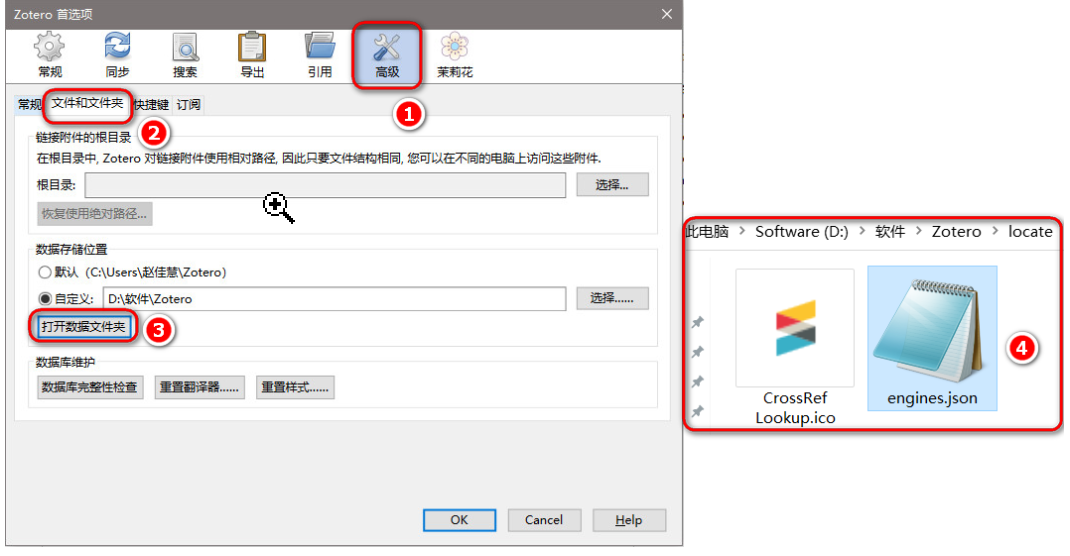 Zotero 首选项
常规 同步 搜索 导出 引用 高级 茉莉花
1
常规 文件和文件夹 快捷键 订阅
2
链接附件的根目录
在根目录中, Zotero 对链接附件使用相对路径, 因此只要文件结构相同, 您可以在不同的电脑上访问这些附件.
根目录: 选择...
恢复使用绝对路径...
数据存储位置
默认 (C:\Users\赵佳慧\Zotero)
自定义: D:\软件\Zotero 选择......
打开数据文件夹
3
数据库维护
数据库完整性检查 重置翻译器...... 重置样式......
OK Cancel Help
此电脑 > Software (D:) > 软件 > Zotero > locate
CrossRef
Lookup.ico
engines.json
4